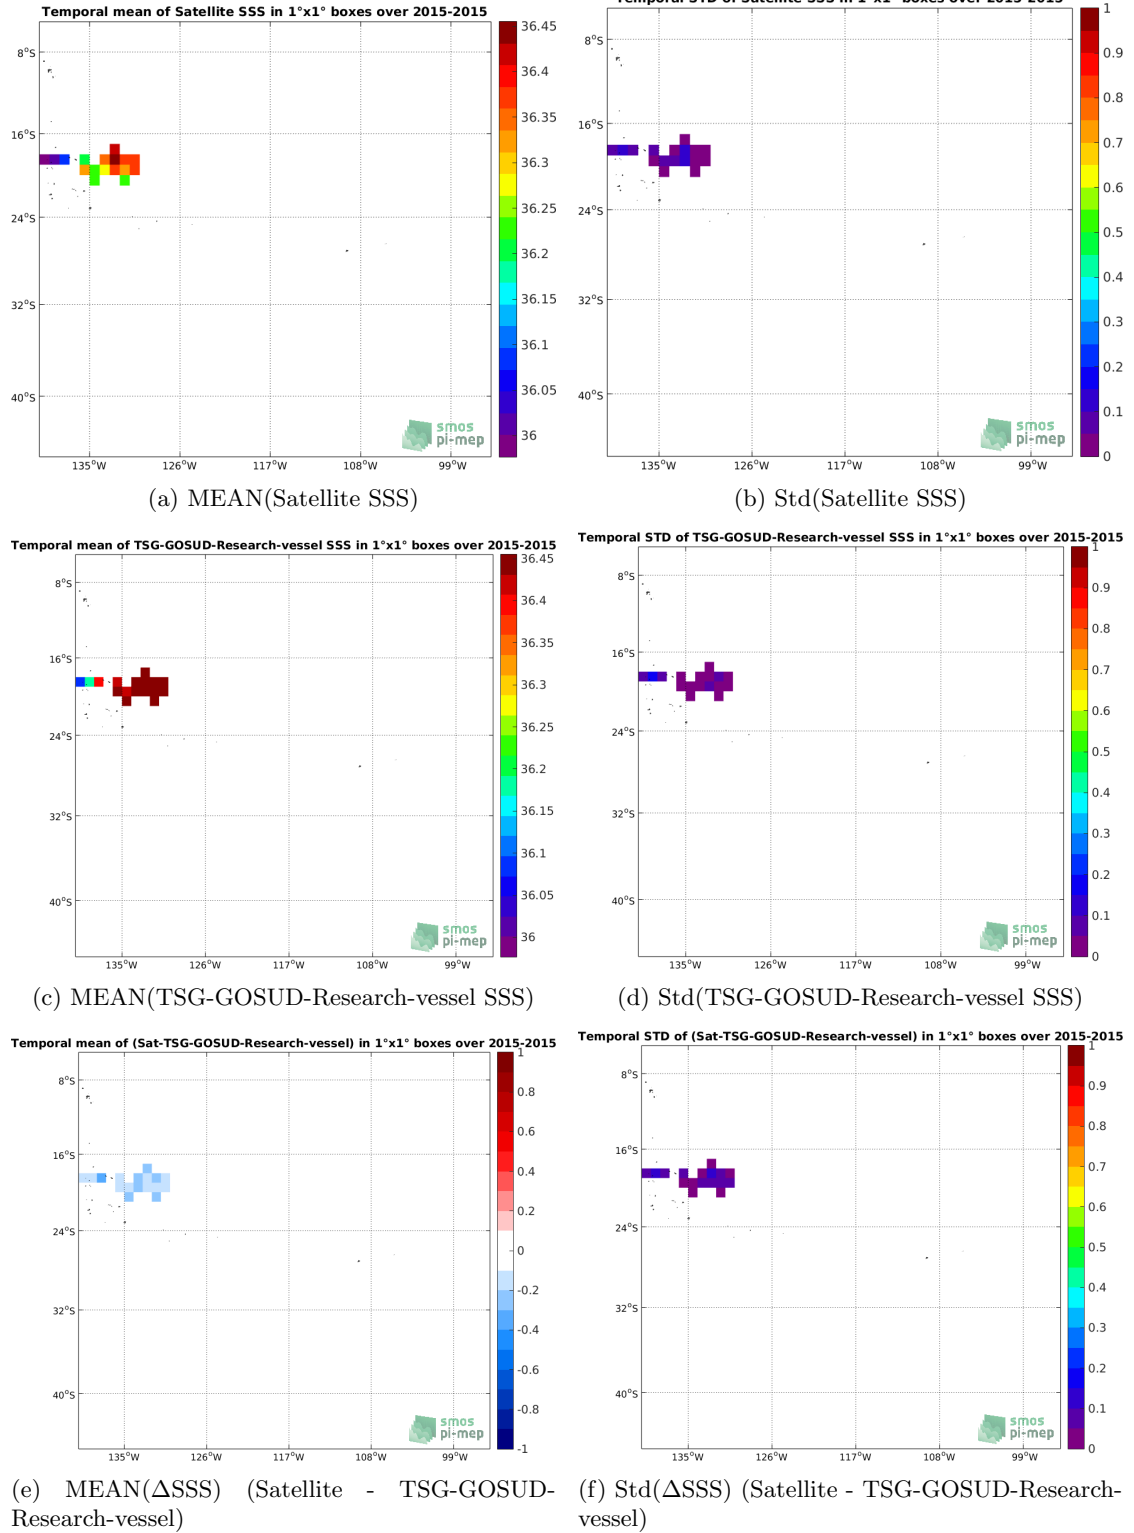 Temporal mean of Satellite SSS in 1°x1° boxes over 2015-2015
8°S
16°S
24°S
32°S
40°S
135°W 126°W 117°W 108°W 99°W
36.45
36.4
36.35
36.3
36.25
36.2
36.15
36.1
36.05
36
smos
pi-mep
(a) MEAN(Satellite SSS)
Temporal STD of Satellite SSS in 1°x1° boxes over 2015-2015
8°S
16°S
24°S
32°S
40°S
135°W 126°W 117°W 108°W 99°W
1
0.9
0.8
0.7
0.6
0.5
0.4
0.3
0.2
0.1
0
smos
pi-mep
(b) Std(Satellite SSS)
Temporal mean of TSG-GOSUD-Research-vessel SSS in 1°x1° boxes over 2015-2015
8°S
16°S
24°S
32°S
40°S
135°W 126°W 117°W 108°W 99°W
36.45
36.4
36.35
36.3
36.25
36.2
36.15
36.1
36.05
36
smos
pi-mep
(c) MEAN(TSG-GOSUD-Research-vessel SSS)
Temporal STD of TSG-GOSUD-Research-vessel SSS in 1°x1° boxes over 2015-2015
8°S
16°S
24°S
32°S
40°S
135°W 126°W 117°W 108°W 99°W
1
0.9
0.8
0.7
0.6
0.5
0.4
0.3
0.2
0.1
0
smos
pi-mep
(d) Std(TSG-GOSUD-Research-vessel SSS)
Temporal mean of (Sat-TSG-GOSUD-Research-vessel) in 1°x1° boxes over 2015-2015
8°S
16°S
24°S
32°S
40°S
135°W 126°W 117°W 108°W 99°W
1
0.8
0.6
0.4
0.2
0
-0.2
-0.4
-0.6
-0.8
-1
smos
pi-mep
(e) MEAN(ΔSSS) (Satellite - TSG-GOSUD-
Research-vessel)
Temporal STD of (Sat-TSG-GOSUD-Research-vessel) in 1°x1° boxes over 2015-2015
8°S
16°S
24°S
32°S
40°S
135°W 126°W 117°W 108°W 99°W
1
0.9
0.8
0.7
0.6
0.5
0.4
0.3
0.2
0.1
0
smos
pi-mep
(f) Std(ΔSSS) (Satellite - TSG-GOSUD-Research-
vessel)